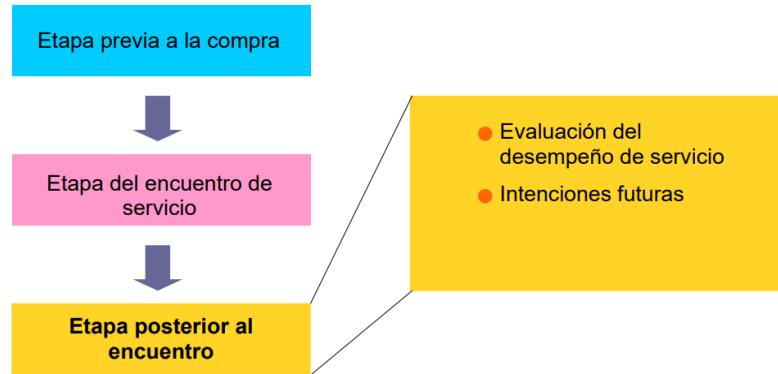 Etapa previa a la compra
Etapa del encuentro de
servicio
Etapa posterior al
encuentro
Evaluación del
desempeño de servicio
Intenciones futuras